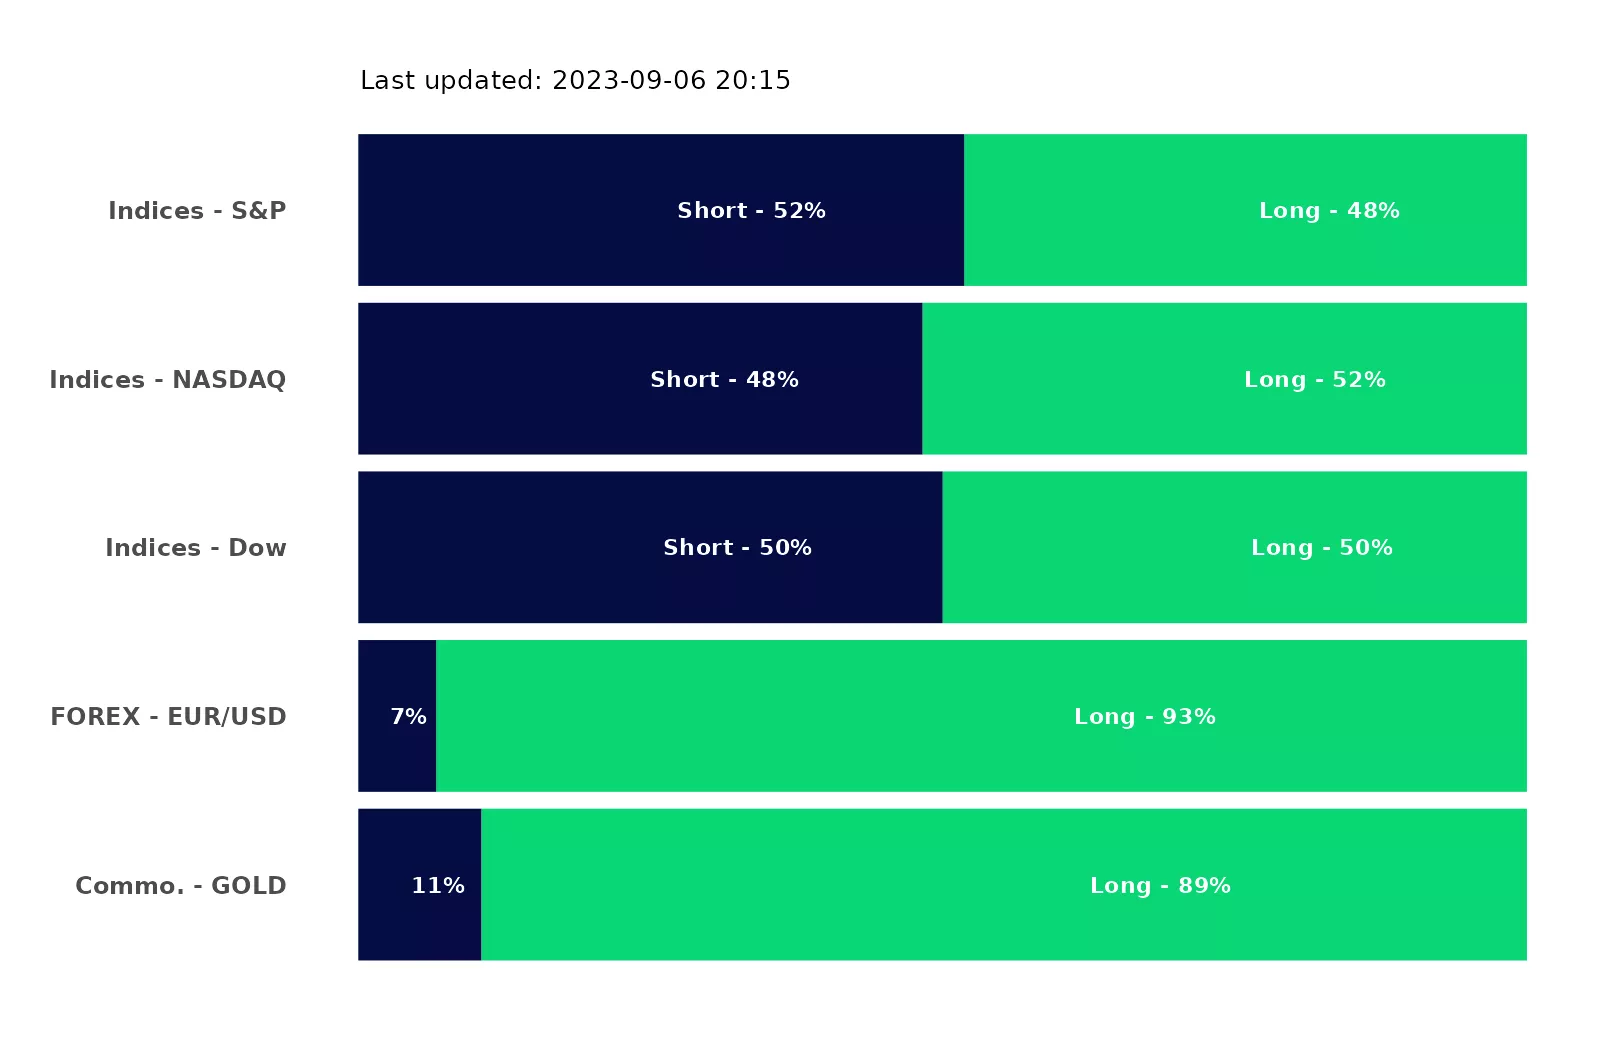 Last updated: 2023-09-06 20:15
Indices - S&P Short - 52% Long - 48%
Indices - NASDAQ Short - 48% Long - 52%
Indices - Dow Short - 50% Long - 50%
FOREX - EUR/USD 7% Long - 93%
Commo. - GOLD 11% Long - 89%